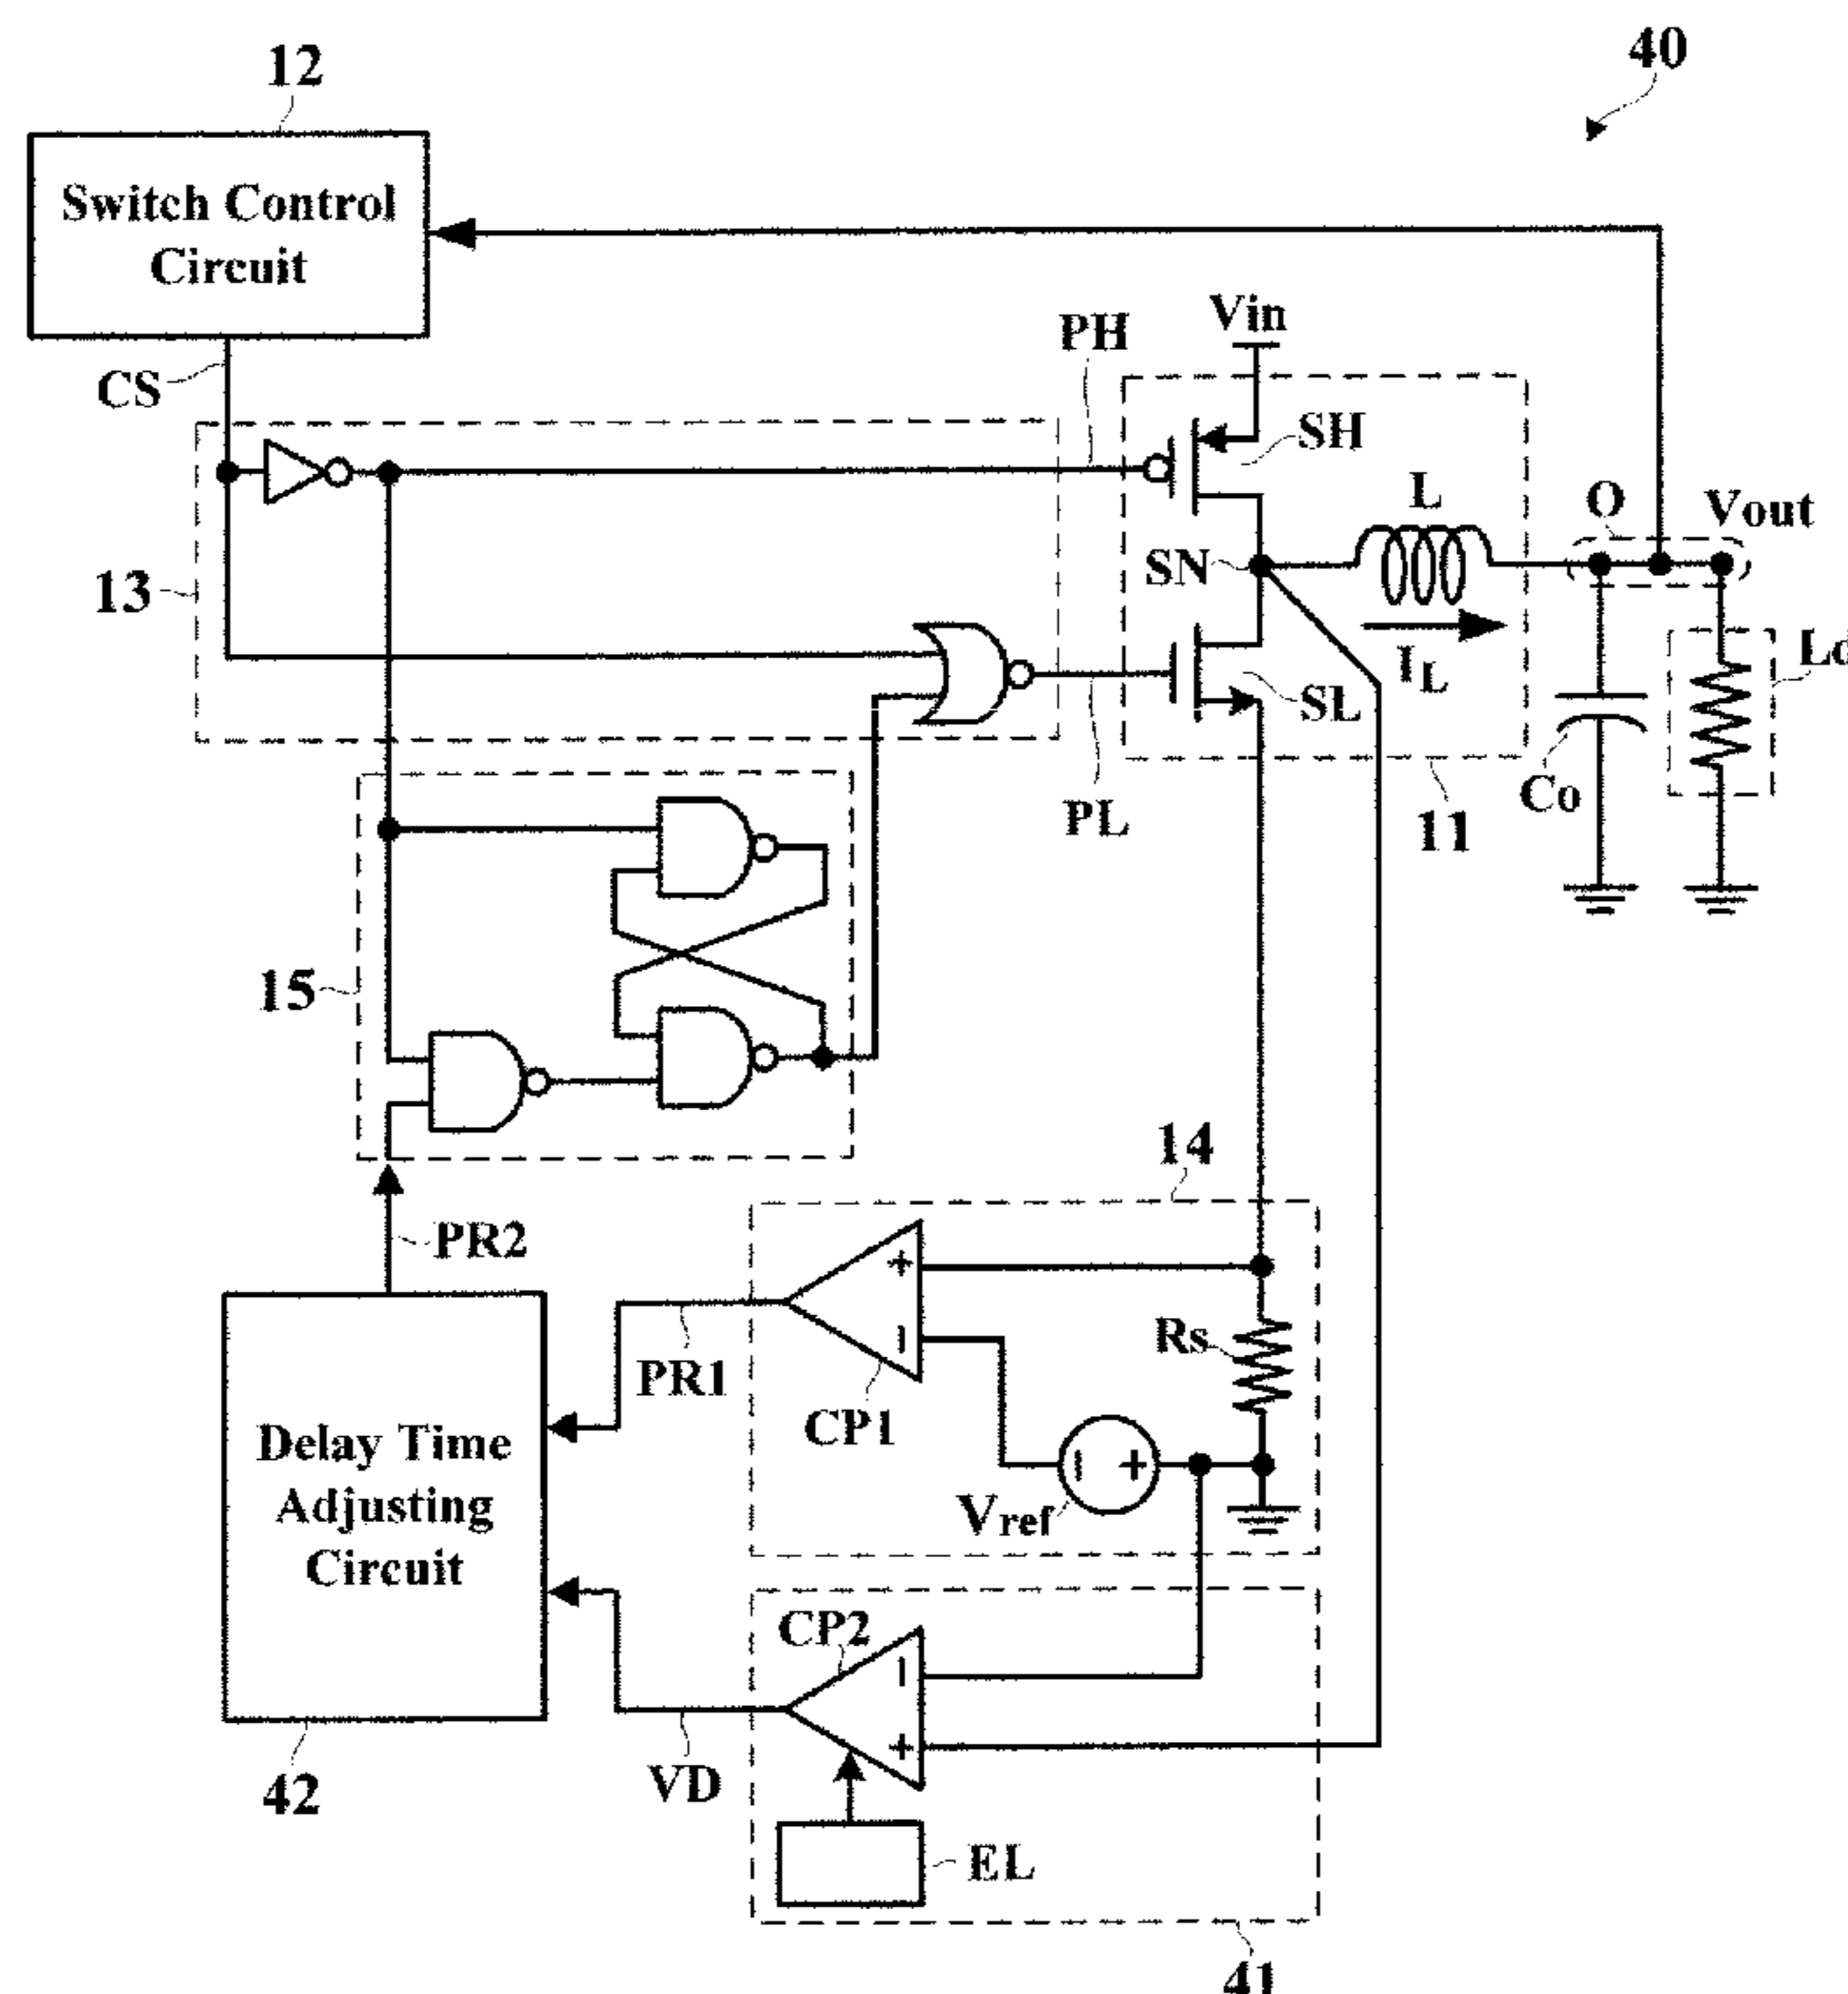 40
12
Switch Control
Circuit
CS
Vin
PH
SH
L
O
Vout
SN
13
IL
Ld
SL
PL
Co
11
15
14
PR2
+
Rs
PR1
CP1
Delay Time
Adjusting
Circuit
Vref
+
CP2
+
VD
42
EL
41